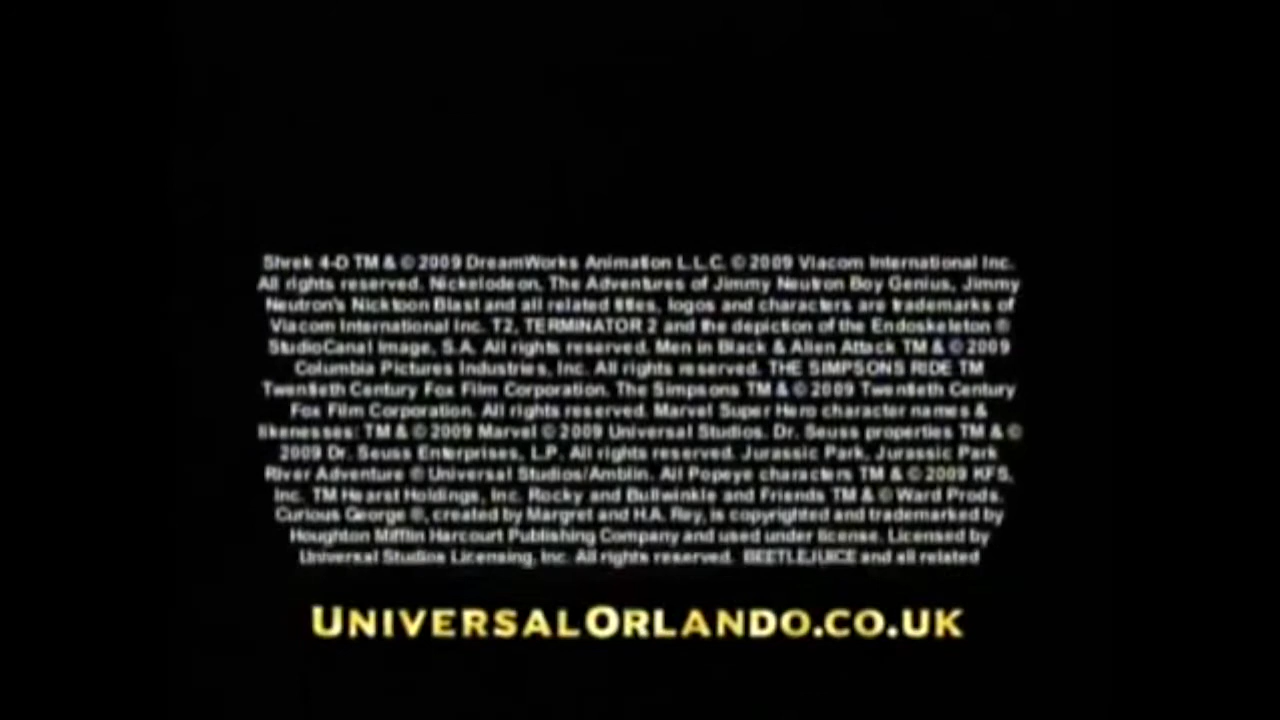 Shrek 4-D TM & © 2009 DreamWorks Animation L.L.C. © 2009 Viacom International Inc.
All rights reserved. Nickelodeon, The Adventures of Jimmy Neutron Boy Genius, Jimmy
Neutron's Nicktoon Blast and all related titles, logos and characters are trademarks of
Viacom International Inc. T2, TERMINATOR 2 and the depiction of the Endoskeleton ®
StudioCanal Image, S.A. All rights reserved. Men in Black & Alien Attack TM & © 2009
Columbia Pictures Industries, Inc. All rights reserved. THE SIMPSONS RIDE TM
Twentieth Century Fox Film Corporation. The Simpsons TM & © 2009 Twentieth Century
Fox Film Corporation. All rights reserved. Marvel Super Hero character names &
likenesses: TM & © 2009 Marvel © 2009 Universal Studios. Dr. Seuss properties TM & ©
2009 Dr. Seuss Enterprises, L.P. All rights reserved. Jurassic Park, Jurassic Park
River Adventure ® Universal Studios/Amblin. All Popeye characters TM & © 2009 KFS,
Inc. TM Hearst Holdings, Inc. Rocky and Bullwinkle and Friends TM & © Ward Prods.
Curious George ®, created by Margret and H.A. Rey, is copyrighted and trademarked by
Houghton Mifflin Harcourt Publishing Company and used under license. Licensed by
Universal Studios Licensing, Inc. All rights reserved. BEETLEJUICE and all related
UNIVERSALORLANDO.CO.UK